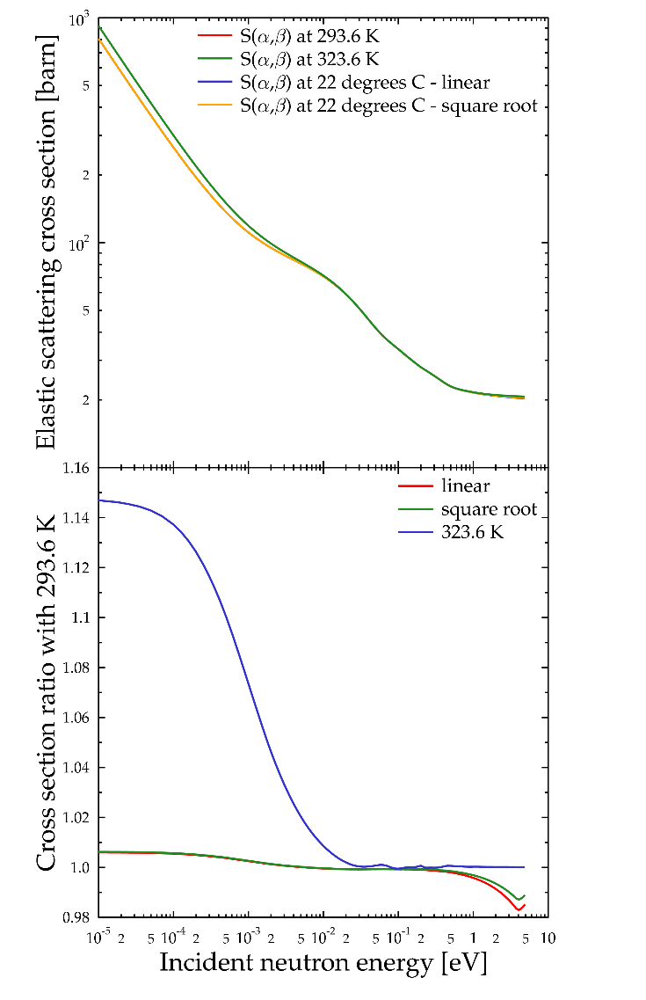 10³
S(α,β) at 293.6 K
S(α,β) at 323.6 K
S(α,β) at 22 degrees C - linear
S(α,β) at 22 degrees C - square root
5
2
10²
5
2
Elastic scattering cross section [barn]
1.16
linear
square root
323.6 K
1.14
1.12
1.1
1.08
1.06
1.04
1.02
1.0
0.98
Cross section ratio with 293.6 K
10⁻⁵ 2 5 10⁻⁴ 2 5 10⁻³ 2 5 10⁻² 2 5 10⁻¹ 2 5 1 2 5 10
Incident neutron energy [eV]